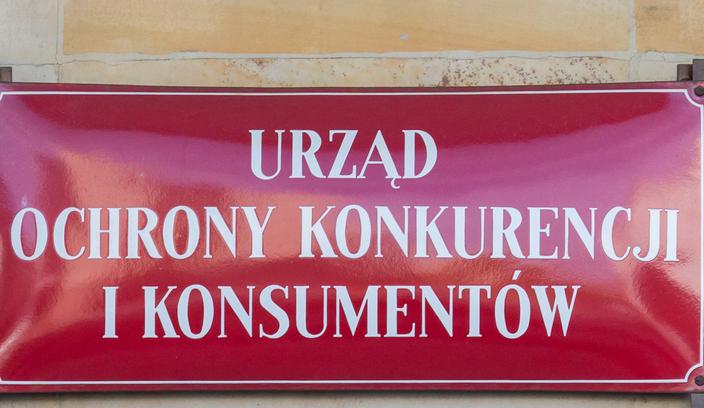 URZĄD
OCHRONY KONKURENCJI
I KONSUMENTÓW